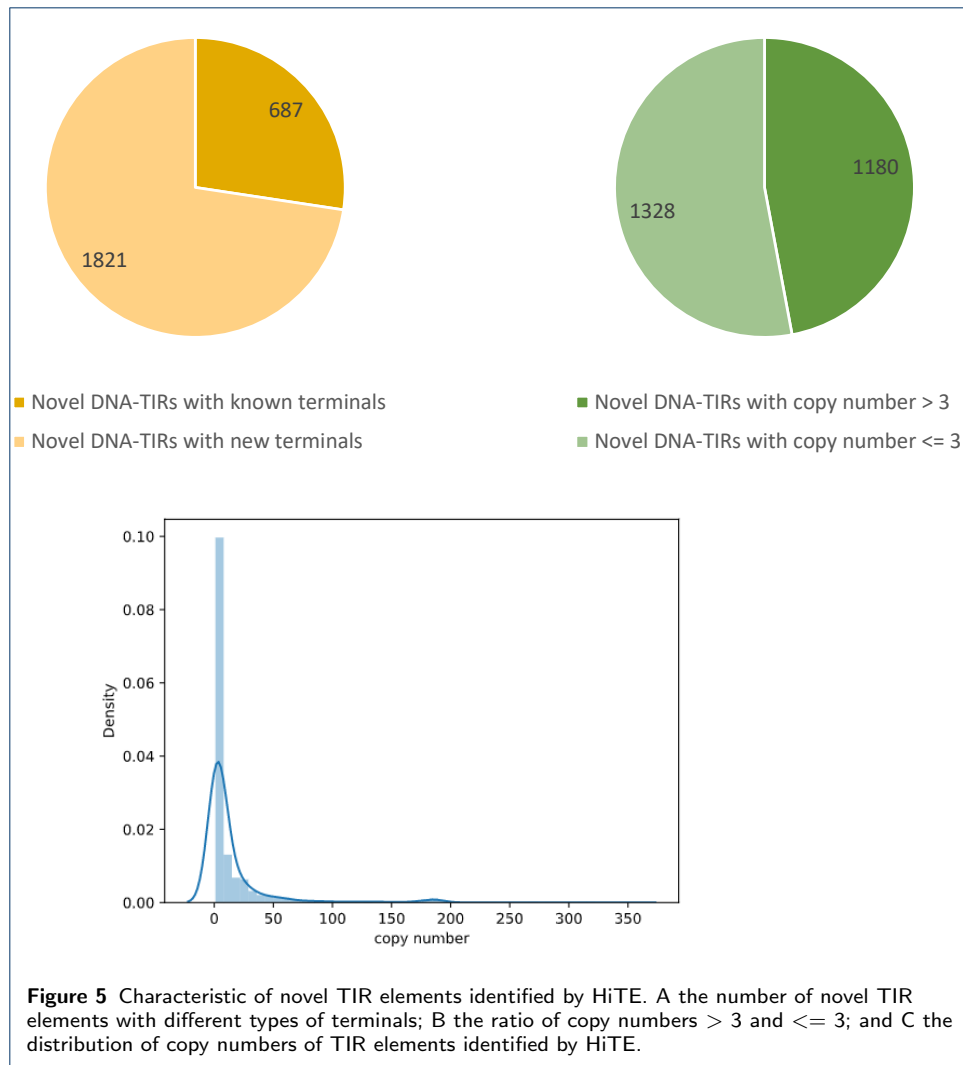 687
1821
1180
1328
Novel DNA-TIRs with known terminals
Novel DNA-TIRs with new terminals
Novel DNA-TIRs with copy number > 3
Novel DNA-TIRs with copy number <= 3
0.10
0.08
0.06
0.04
0.02
0.00
Density
0 50 100 150 200 250 300 350
copy number
Figure 5 Characteristic of novel TIR elements identified by HiTE. A the number of novel TIR
elements with different types of terminals; B the ratio of copy numbers > 3 and <= 3; and C the
distribution of copy numbers of TIR elements identified by HiTE.